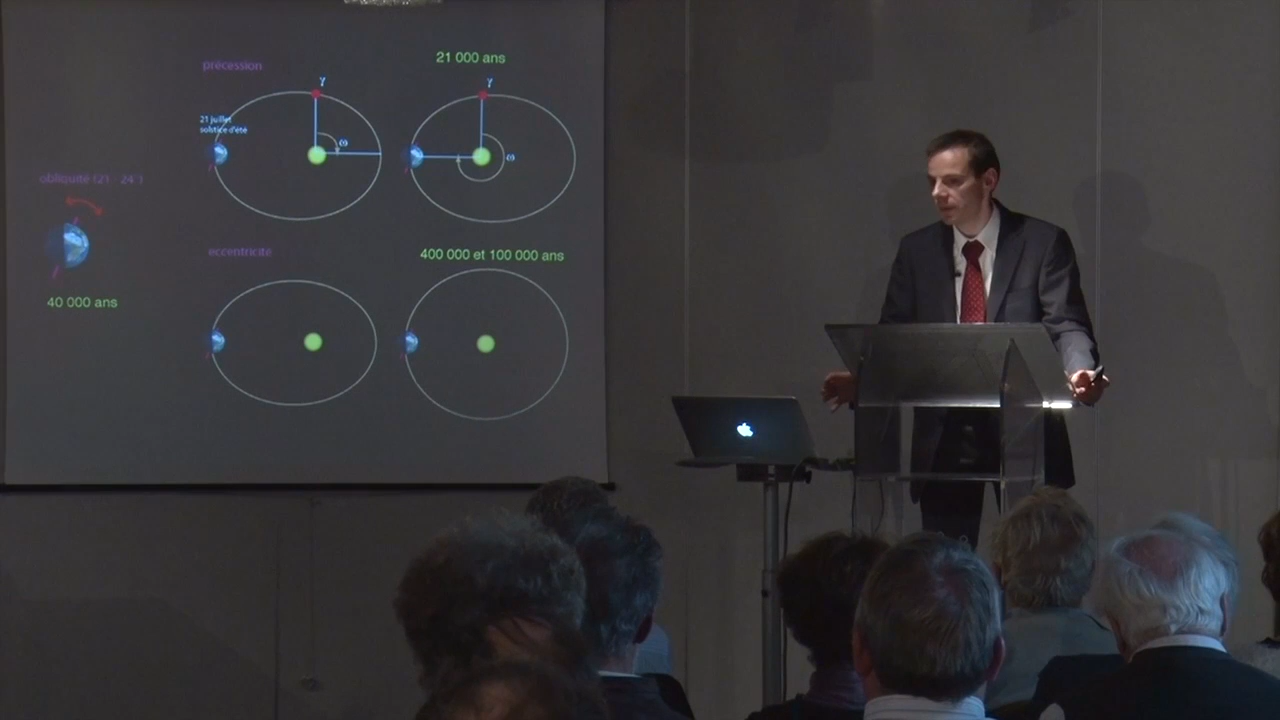 précession
21 000 ans
γ
γ
21 juillet
solstice d'été
ω
ω
obliquité (21 - 24°)
40 000 ans
eccentricité
400 000 et 100 000 ans